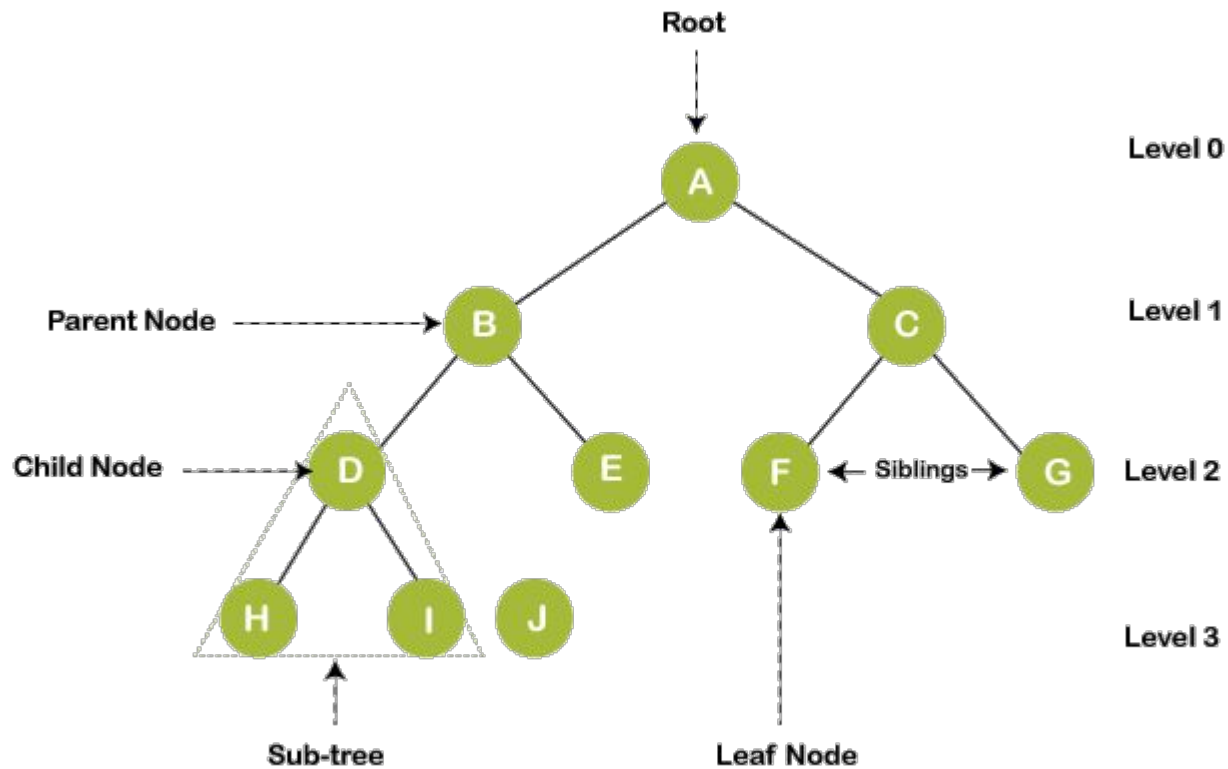 Root
Level 0
A
Parent Node
B
C
Level 1
Child Node
D
E
F
Siblings
G
Level 2
H
I
J
Level 3
Sub-tree
Leaf Node